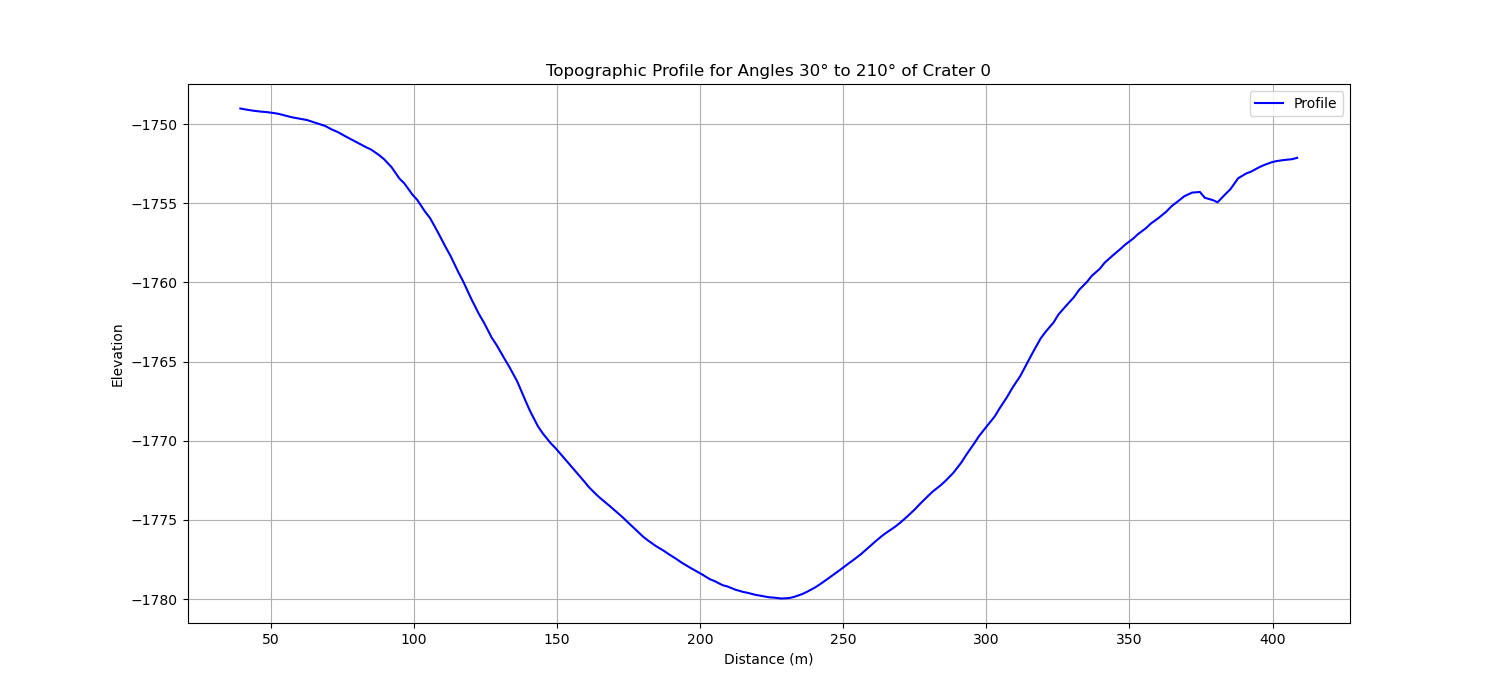 Topographic Profile for Angles 30° to 210° of Crater 0
Profile
−1750
−1755
−1760
−1765
−1770
−1775
−1780
Elevation
50 100 150 200 250 300 350 400
Distance (m)